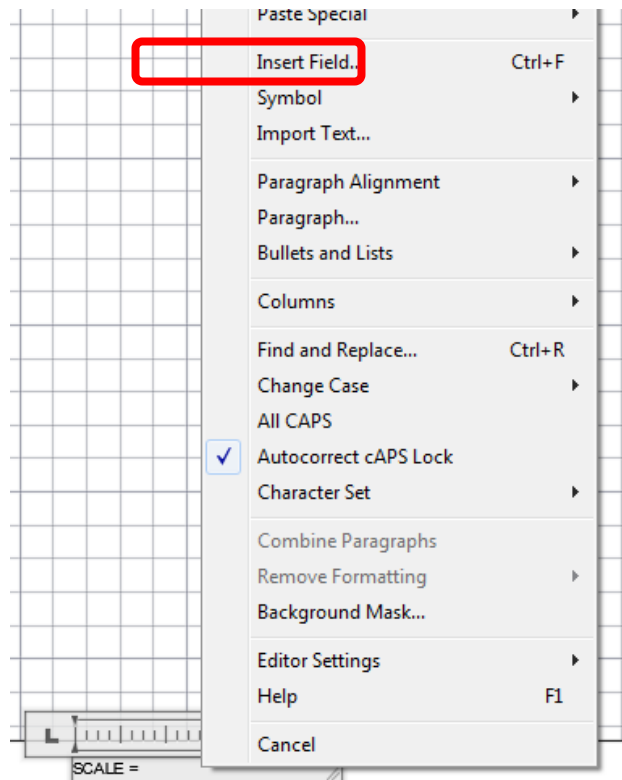 Paste Special
Insert Field... Ctrl+F
Symbol
Import Text...
Paragraph Alignment
Paragraph...
Bullets and Lists
Columns
Find and Replace... Ctrl+R
Change Case
All CAPS
Autocorrect cAPS Lock
Character Set
Combine Paragraphs
Remove Formatting
Background Mask...
Editor Settings
Help F1
L
Cancel
SCALE =